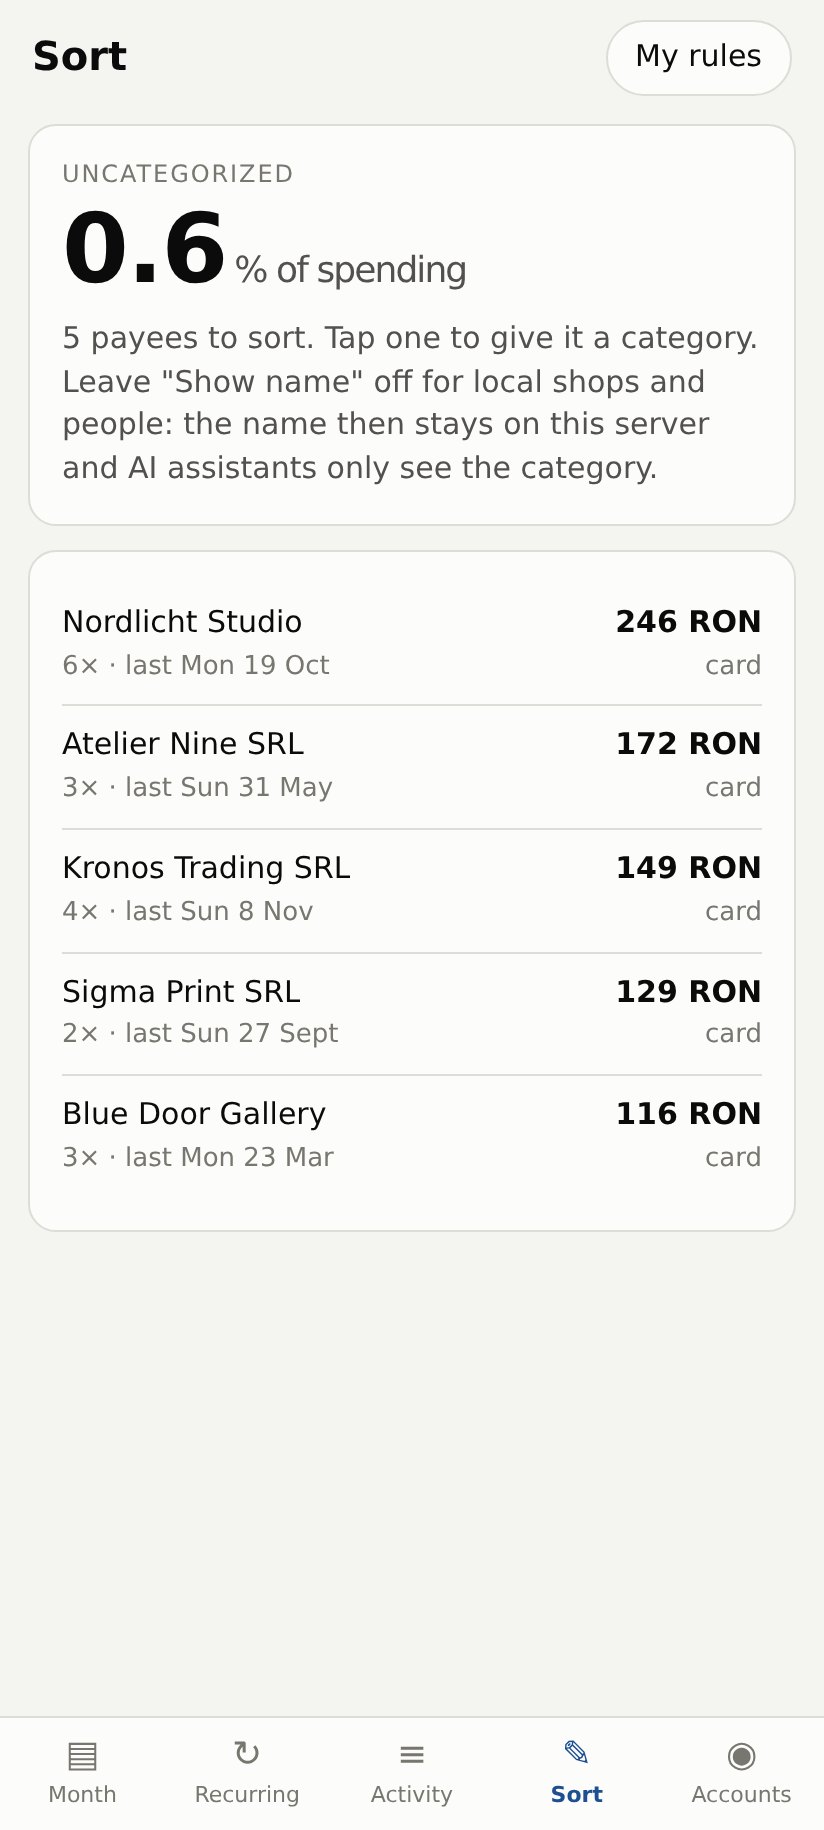 Sort
My rules
UNCATEGORIZED
0.6 % of spending
5 payees to sort. Tap one to give it a category.
Leave "Show name" off for local shops and
people: the name then stays on this server
and AI assistants only see the category.
Nordlicht Studio 246 RON
6× · last Mon 19 Oct card
Atelier Nine SRL 172 RON
3× · last Sun 31 May card
Kronos Trading SRL 149 RON
4× · last Sun 8 Nov card
Sigma Print SRL 129 RON
2× · last Sun 27 Sept card
Blue Door Gallery 116 RON
3× · last Mon 23 Mar card
Month Recurring Activity Sort Accounts